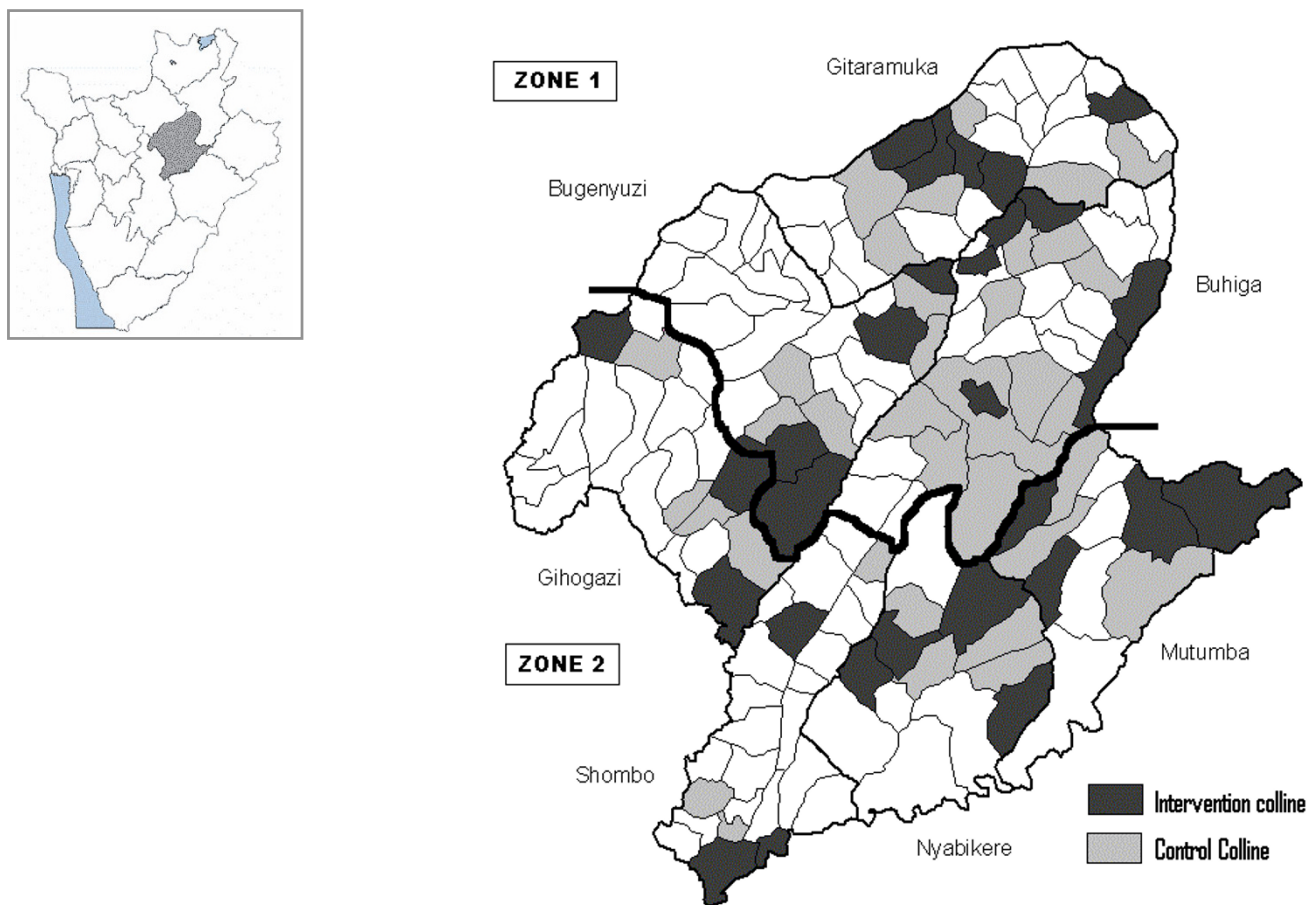 ZONE 1
Gitaramuka
Bugenyuzi
Buhiga
Gihogazi
ZONE 2
Mutumba
Shombo
Nyabikere
Intervention colline
Control Colline